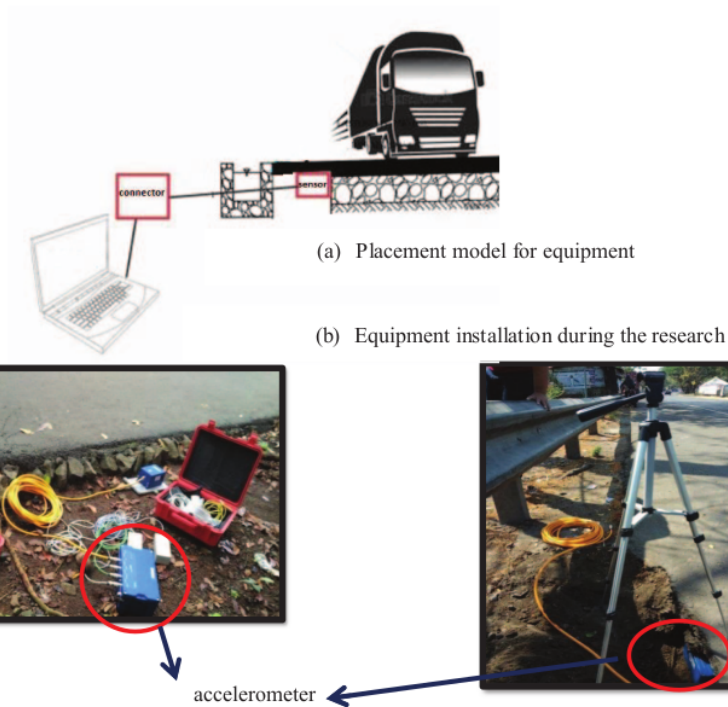 connector
sensor
(a) Placement model for equipment
(b) Equipment installation during the research
accelerometer